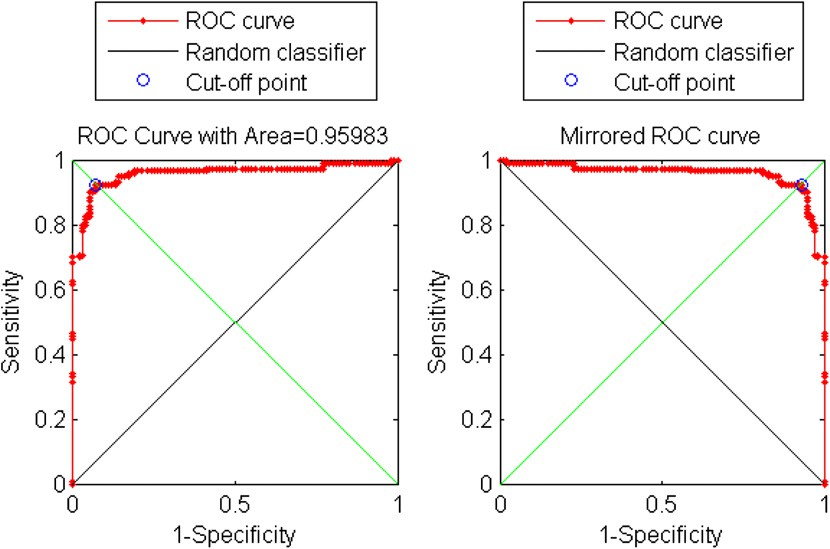 ROC curve
Random classifier
Cut-off point
ROC curve
Random classifier
Cut-off point
ROC Curve with Area=0.95983
Mirrored ROC curve
1
0.8
0.6
0.4
0.2
0
Sensitivity
0
0.5
1
1-Specificity
1
0.8
0.6
0.4
0.2
0
Sensitivity
0
0.5
1
1-Specificity